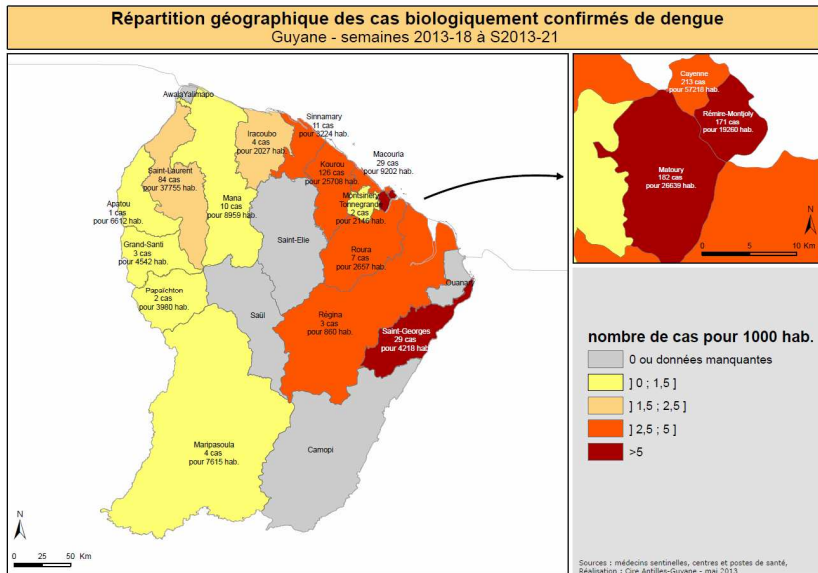 Répartition géographique des cas biologiquement confirmés de dengue
Guyane - semaines 2013-18 à S2013-21
AwalaYalimapo
Sinnamary
11 cas
pour 3224 hab.
Iracoubo
4 cas
pour 2027 hab.
Macouria
29 cas
pour 9202 hab.
Saint-Laurent
84 cas
pour 37755 hab.
Kourou
126 cas
pour 25708 hab.
Mana
10 cas
pour 8959 hab.
Montsinéry
Tonnegrande
2 cas
pour 2146 hab.
Apatou
1 cas
pour 6612 hab.
Saint-Elie
Roura
7 cas
pour 2657 hab.
Grand-Santi
3 cas
pour 4542 hab.
Ouanary
Papaïchton
2 cas
pour 3980 hab.
Saül
Régina
3 cas
pour 860 hab.
Saint-Georges
29 cas
pour 4218 hab.
Maripasoula
4 cas
pour 7615 hab.
Camopi
N
0 25 50 Km
Cayenne
213 cas
pour 57218 hab.
Rémire-Montjoly
171 cas
pour 19260 hab.
Matoury
182 cas
pour 26639 hab.
N
0 5 10 Km
nombre de cas pour 1000 hab.
0 ou données manquantes
] 0 ; 1,5 ]
] 1,5 ; 2,5 ]
] 2,5 ; 5 ]
>5
Sources : médecins sentinelles, centres et postes de santé,
Réalisation : Cire Antilles-Guyane - mai 2013